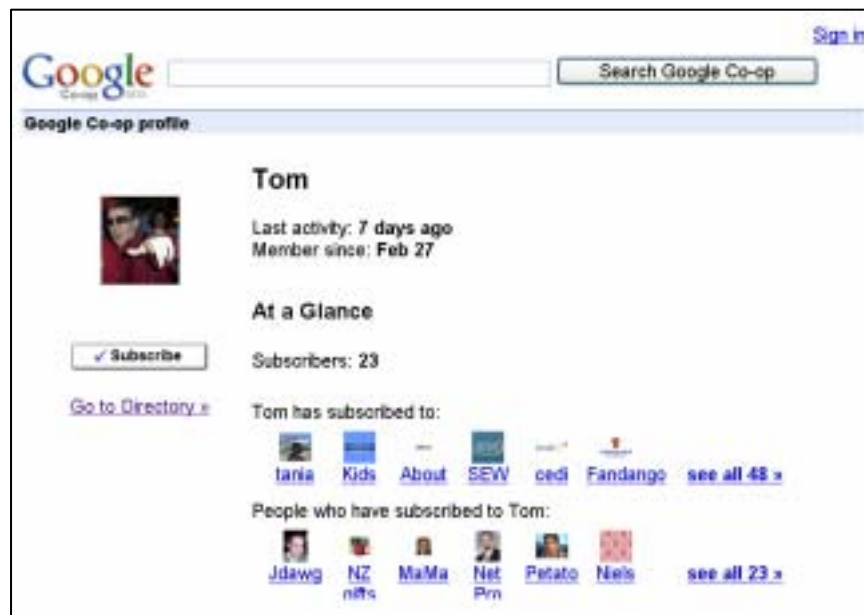 Sign in
Google
Co-op
Search Google Co-op
Google Co-op profile
Tom
Last activity: 7 days ago
Member since: Feb 27
At a Glance
✓ Subscribe
Subscribers: 23
Go to Directory »
Tom has subscribed to:
tania Kids About SEW cedi Fandango see all 48 »
People who have subscribed to Tom:
Jdawg NZ MaMa Net Potato Niels see all 23 »
gifts Pro